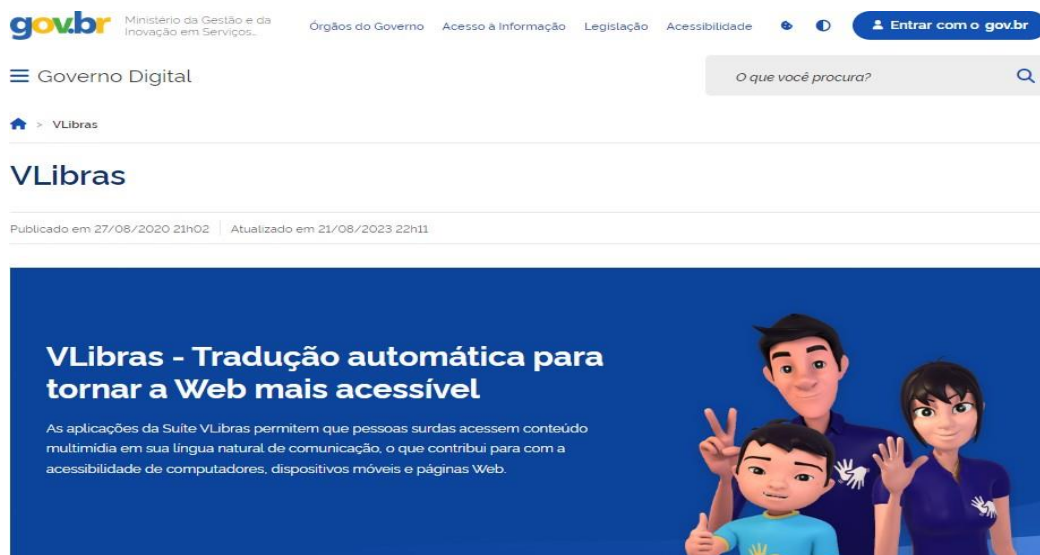 gov.br
Ministério da Gestão e da
Inovação em Serviços...
Órgãos do Governo Acesso à Informação Legislação Acessibilidade
Entrar com o gov.br
Governo Digital
O que você procura?
> VLibras
VLibras
Publicado em 27/08/2020 21h02 Atualizado em 21/08/2023 22h11
VLibras - Tradução automática para
tornar a Web mais acessível
As aplicações da Suíte VLibras permitem que pessoas surdas acessem conteúdo
multimídia em sua língua natural de comunicação, o que contribui para com a
acessibilidade de computadores, dispositivos móveis e páginas Web.